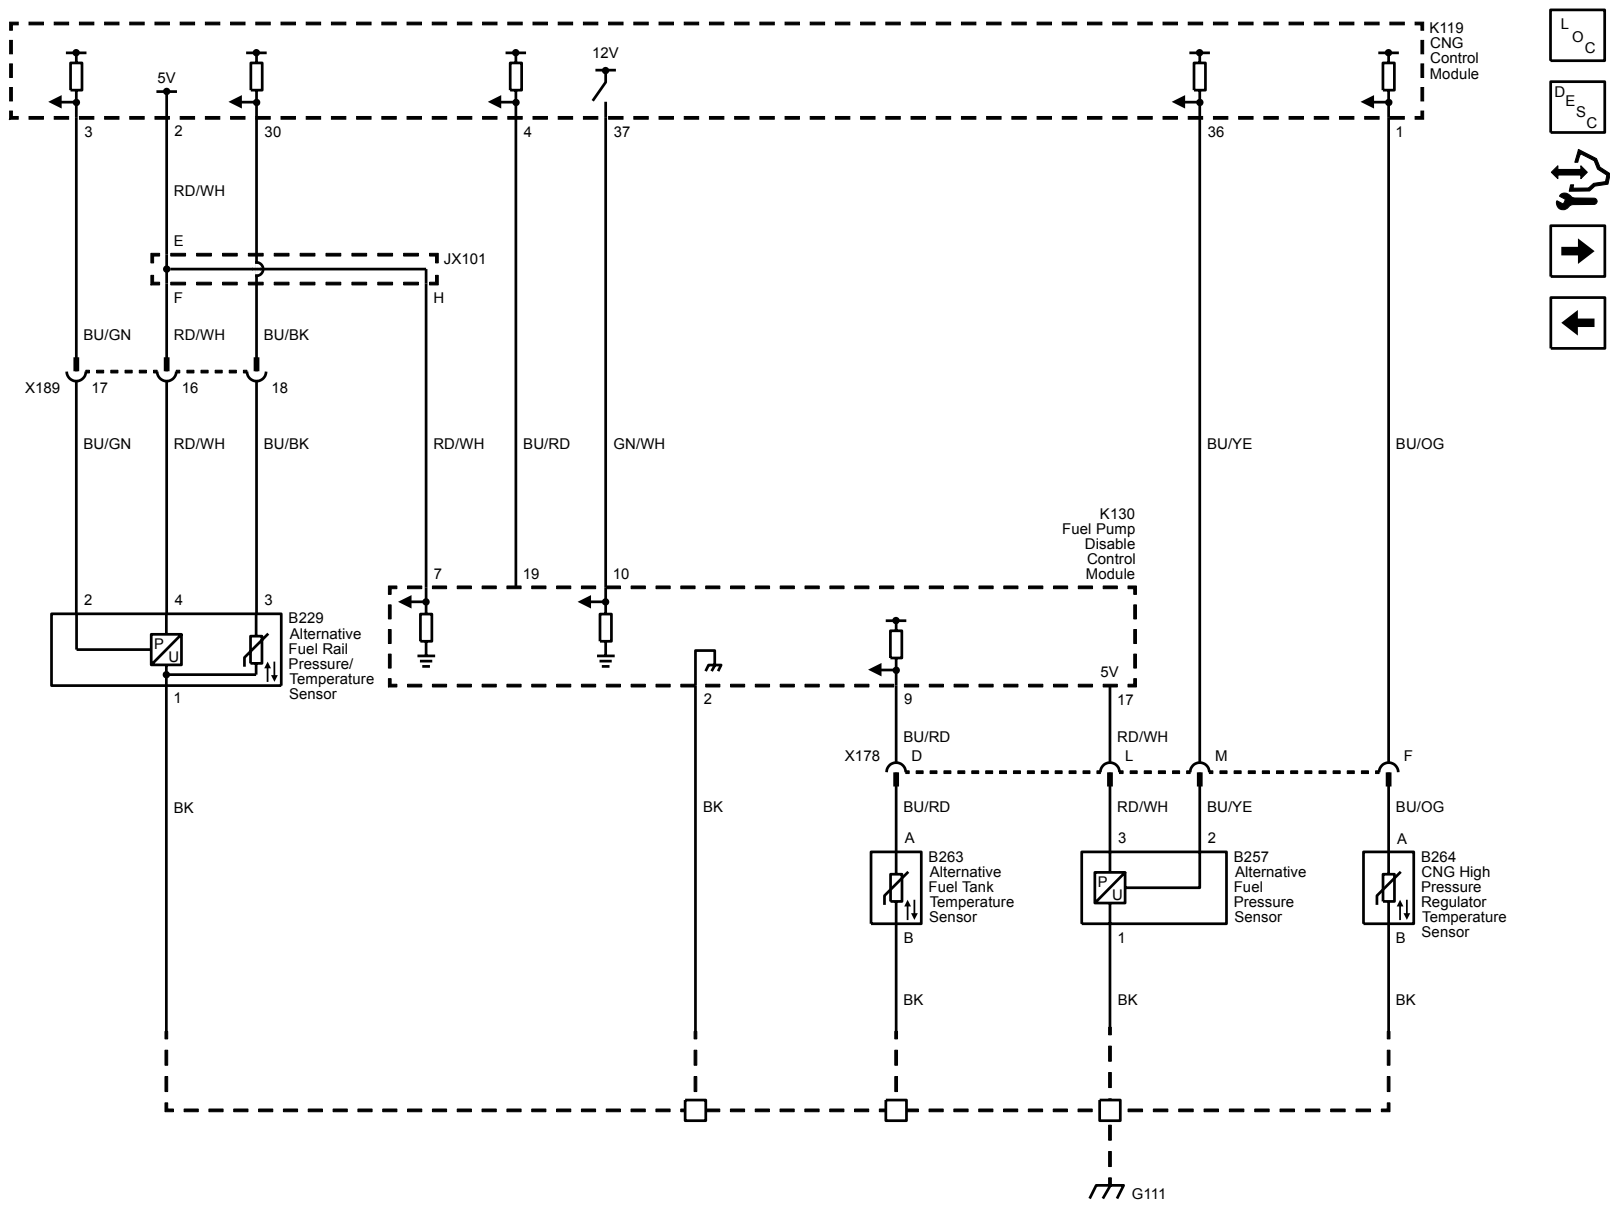 K119
CNG
Control
Module
L
O
C
D
E
S
C
12V
5V
3
2
30
4
37
36
1
RD/WH
E
JX101
F
H
BU/GN
RD/WH
BU/BK
X189
17
16
18
BU/GN
RD/WH
BU/BK
RD/WH
BU/RD
GN/WH
BU/YE
BU/OG
K130
Fuel Pump
Disable
Control
Module
7
19
10
2
4
3
B229
Alternative
Fuel Rail
Pressure/
Temperature
Sensor
P
U
1
5V
2
9
17
BU/RD
RD/WH
X178
D
L
M
F
BK
BK
BU/RD
RD/WH
BU/YE
BU/OG
A
3
2
A
B263
Alternative
Fuel Tank
Temperature
Sensor
P
U
B257
Alternative
Fuel
Pressure
Sensor
B264
CNG High
Pressure
Regulator
Temperature
Sensor
B
1
B
BK
BK
BK
G111